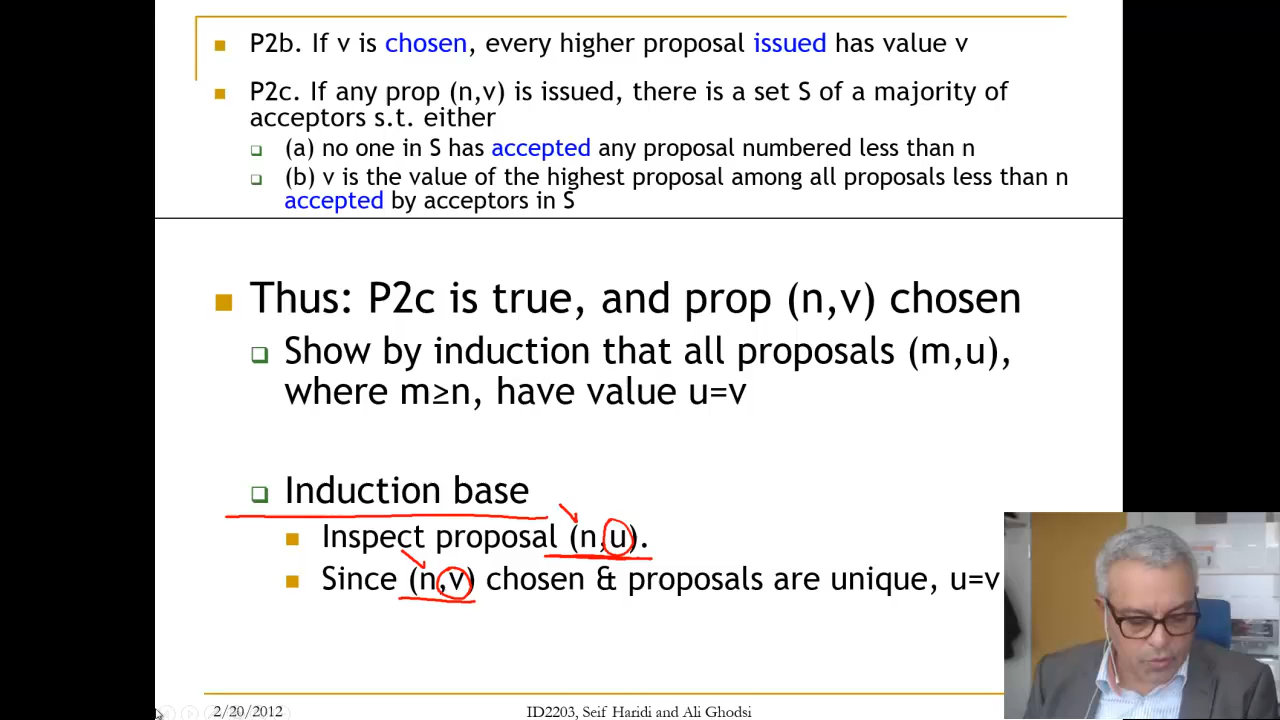 P2b. If v is chosen, every higher proposal issued has value v
P2c. If any prop (n,v) is issued, there is a set S of a majority of
acceptors s.t. either
(a) no one in S has accepted any proposal numbered less than n
(b) v is the value of the highest proposal among all proposals less than n
accepted by acceptors in S
Thus: P2c is true, and prop (n,v) chosen
Show by induction that all proposals (m,u),
where m≥n, have value u=v
Induction base
Inspect proposal (n,u).
Since (n,v) chosen & proposals are unique, u=v
2/20/2012
ID2203, Seif Haridi and Ali Ghodsi